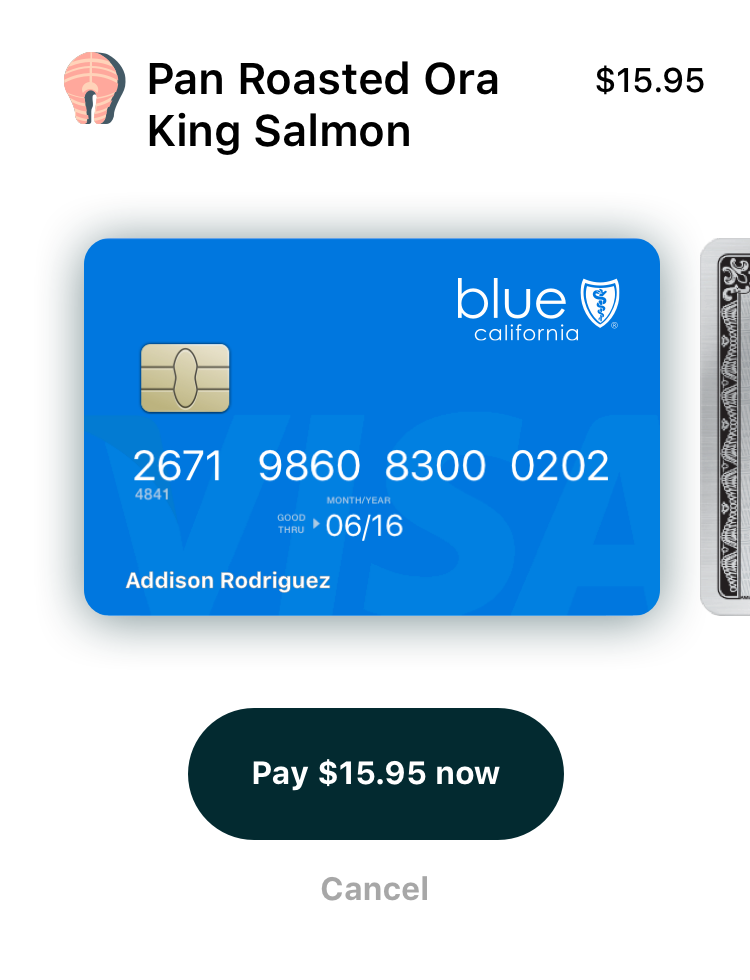 Pan Roasted Ora
King Salmon
$15.95
blue
california
®
VISA
2671 9860 8300 0202
4841
MONTH/YEAR
GOOD
THRU
06/16
Addison Rodriguez
Pay $15.95 now
Cancel